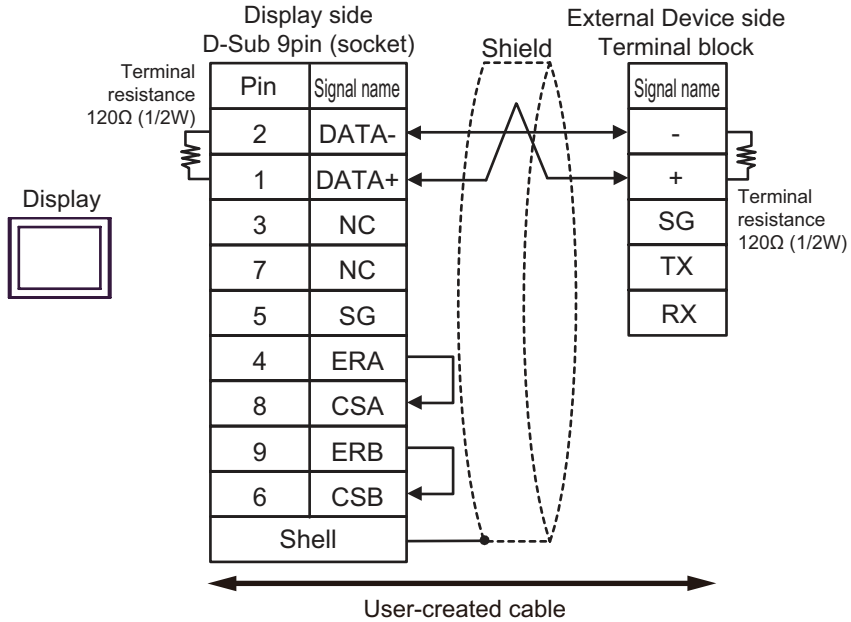 Display side
D-Sub 9pin (socket)
Shield
External Device side
Terminal block
Terminal
resistance
120Ω (1/2W)
Display
Pin Signal name
2 DATA-
1 DATA+
3 NC
7 NC
5 SG
4 ERA
8 CSA
9 ERB
6 CSB
Shell
Signal name
-
+
SG
TX
RX
Terminal
resistance
120Ω (1/2W)
User-created cable